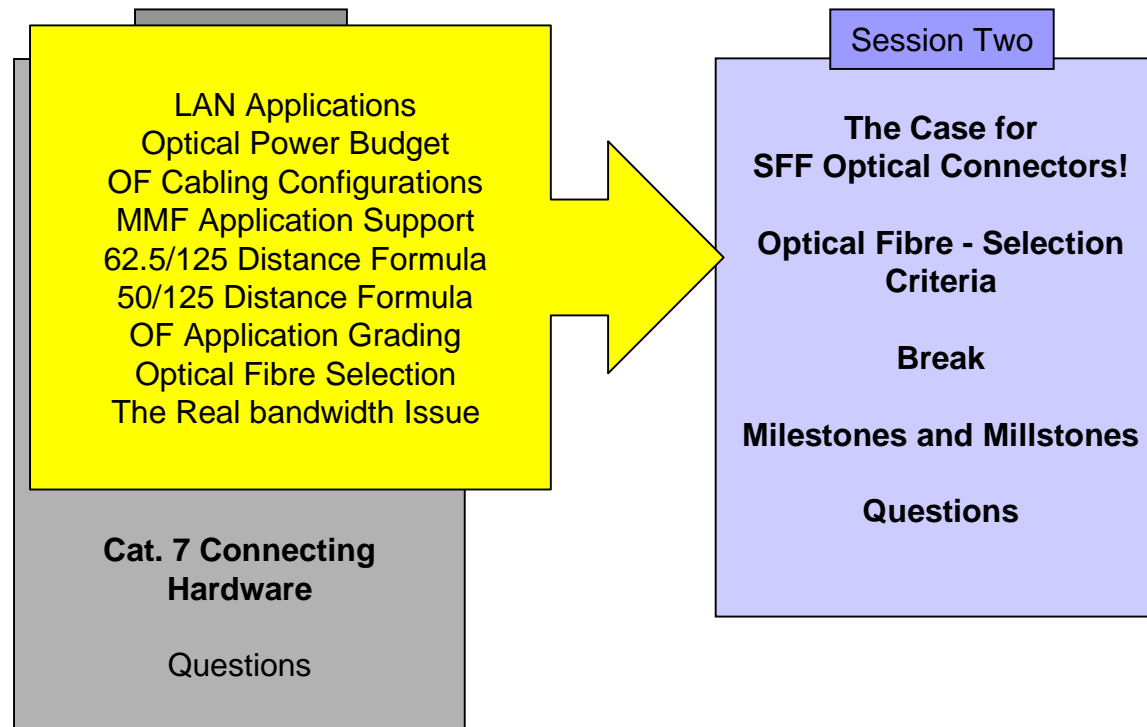 LAN Applications
Optical Power Budget
OF Cabling Configurations
MMF Application Support
62.5/125 Distance Formula
50/125 Distance Formula
OF Application Grading
Optical Fibre Selection
The Real bandwidth Issue
Cat. 7 Connecting
Hardware
Questions
Session Two
The Case for
SFF Optical Connectors!
Optical Fibre - Selection
Criteria
Break
Milestones and Millstones
Questions